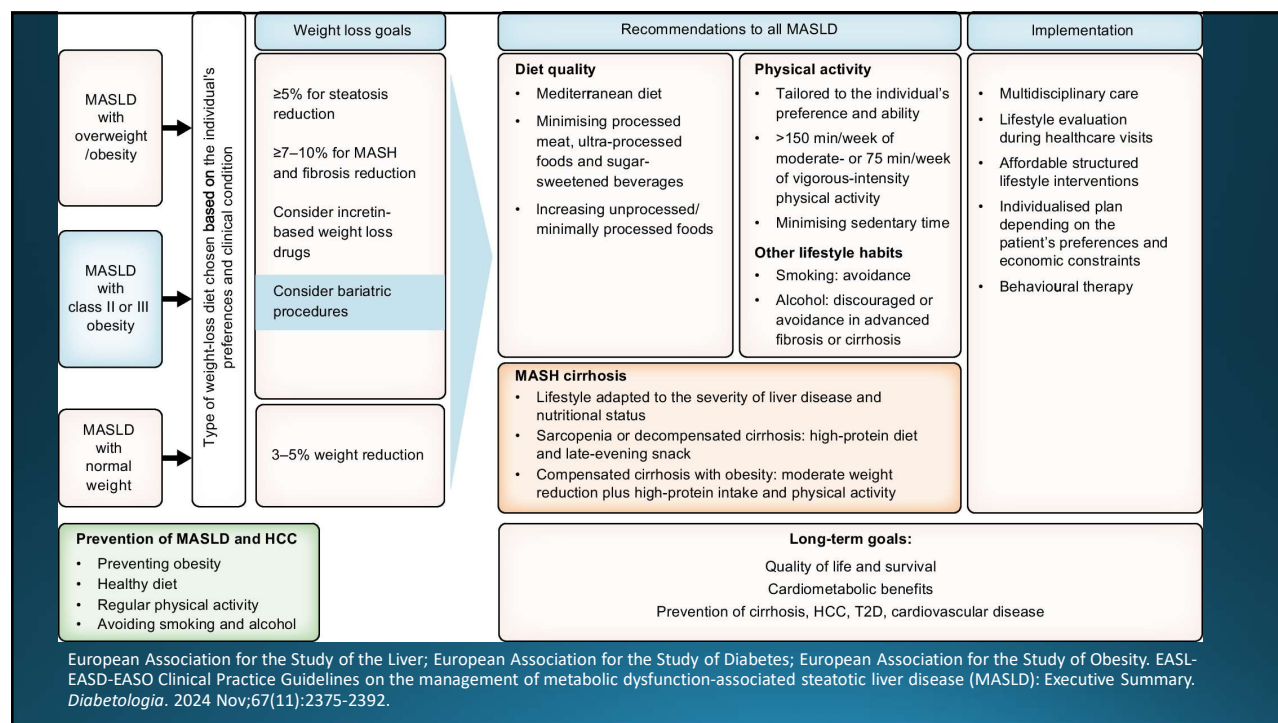 MASLD
with
overweight
/obesity
MASLD
with
class II or III
obesity
MASLD
with
normal
weight
Type of weight-loss diet chosen based on the individual's
preferences and clinical condition
Weight loss goals
≥5% for steatosis
reduction
≥7–10% for MASH
and fibrosis reduction
Consider incretin-
based weight loss
drugs
Consider bariatric
procedures
3–5% weight reduction
Recommendations to all MASLD
Diet quality
• Mediterranean diet
• Minimising processed
meat, ultra-processed
foods and sugar-
sweetened beverages
• Increasing unprocessed/
minimally processed foods
Physical activity
• Tailored to the individual's
preference and ability
• >150 min/week of
moderate- or 75 min/week
of vigorous-intensity
physical activity
• Minimising sedentary time
Other lifestyle habits
• Smoking: avoidance
• Alcohol: discouraged or
avoidance in advanced
fibrosis or cirrhosis
MASH cirrhosis
• Lifestyle adapted to the severity of liver disease and
nutritional status
• Sarcopenia or decompensated cirrhosis: high-protein diet
and late-evening snack
• Compensated cirrhosis with obesity: moderate weight
reduction plus high-protein intake and physical activity
Implementation
• Multidisciplinary care
• Lifestyle evaluation
during healthcare visits
• Affordable structured
lifestyle interventions
• Individualised plan
depending on the
patient's preferences and
economic constraints
• Behavioural therapy
Prevention of MASLD and HCC
• Preventing obesity
• Healthy diet
• Regular physical activity
• Avoiding smoking and alcohol
Long-term goals:
Quality of life and survival
Cardiometabolic benefits
Prevention of cirrhosis, HCC, T2D, cardiovascular disease
European Association for the Study of the Liver; European Association for the Study of Diabetes; European Association for the Study of Obesity. EASL-
EASD-EASO Clinical Practice Guidelines on the management of metabolic dysfunction-associated steatotic liver disease (MASLD): Executive Summary.
Diabetologia. 2024 Nov;67(11):2375-2392.